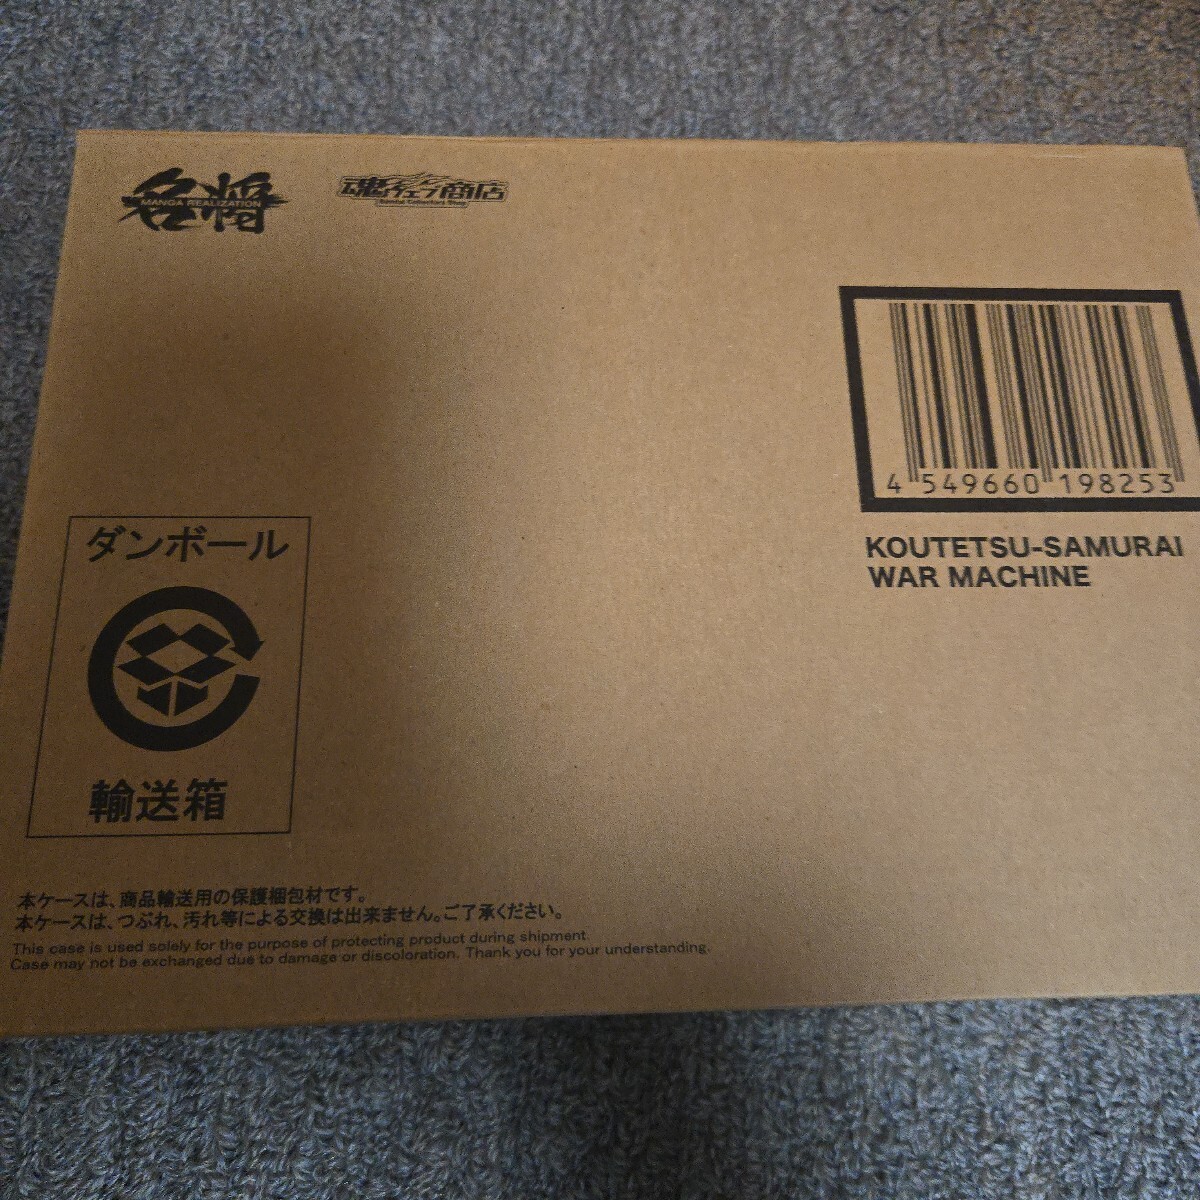 名将
MANGA REALIZATION
魂ウェブ商店
Bandai Collectors Shop
4 549660 198253
KOUTETSU-SAMURAI
WAR MACHINE
ダンボール
輸送箱
本ケースは、商品輸送用の保護梱包材です。
本ケースは、つぶれ、汚れ等による交換は出来ません。ご了承ください。
This case is used solely for the purpose of protecting product during shipment.
Case may not be exchanged due to damage or discoloration. Thank you for your understanding.